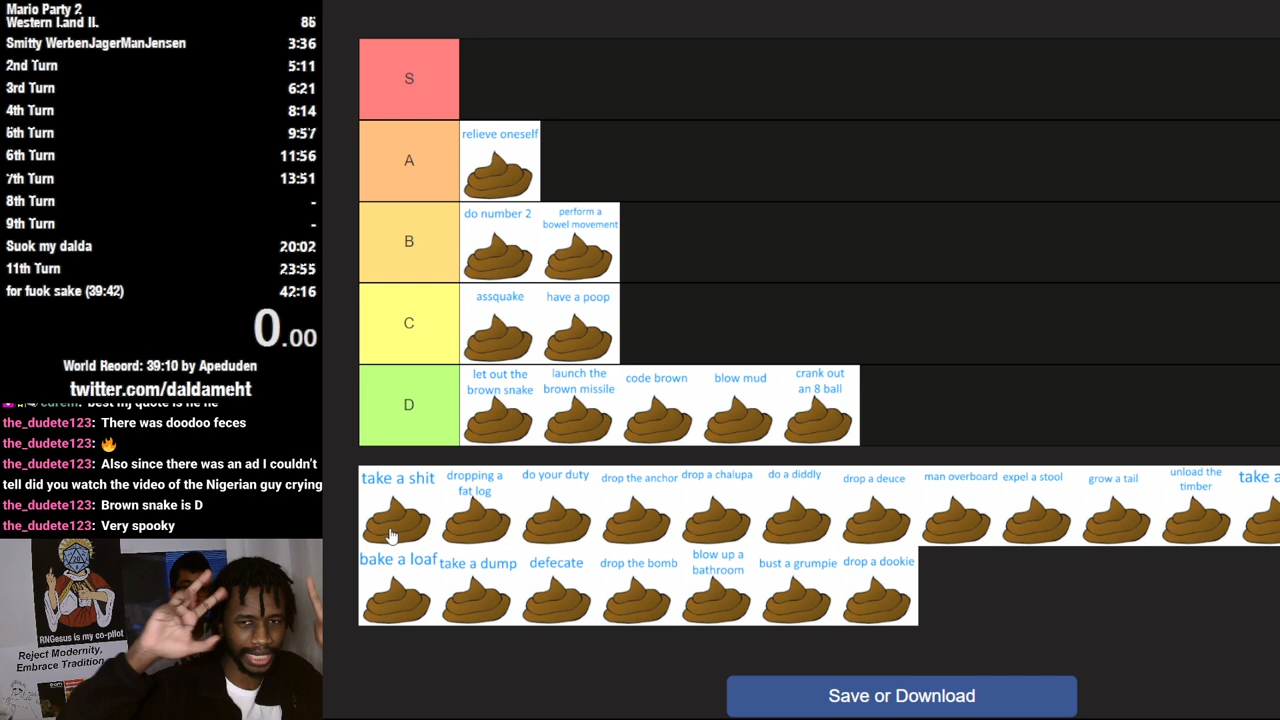 Mario Party 2
Western Land II. 85
Smitty WerbenJagerManJensen 3:36
2nd Turn 5:11
3rd Turn 6:21
4th Turn 8:14
5th Turn 9:57
6th Turn 11:56
7th Turn 13:51
8th Turn -
9th Turn -
Suok my dalda 20:02
11th Turn 23:55
for fuok sake (39:42) 42:16
0.00
World Reoord: 39:10 by Apeduden
twitter.com/daldameht
the_dudete123: There was doodoo feces
the_dudete123: 🔥
the_dudete123: Also since there was an ad I couldn't
tell did you watch the video of the Nigerian guy crying
the_dudete123: Brown snake is D
the_dudete123: Very spooky
RNGesus is my co-pilot
Reject Modernity,
Embrace Tradition
S
A
relieve oneself
B
do number 2
perform a
bowel movement
C
assquake
have a poop
D
let out the
brown snake
launch the
brown missile
code brown
blow mud
crank out
an 8 ball
take a shit
dropping a
fat log
do your duty
drop the anchor
drop a chalupa
do a diddly
drop a deuce
man overboard
expel a stool
grow a tail
unload the
timber
take a
bake a loaf
take a dump
defecate
drop the bomb
blow up a
bathroom
bust a grumpie
drop a dookie
Save or Download